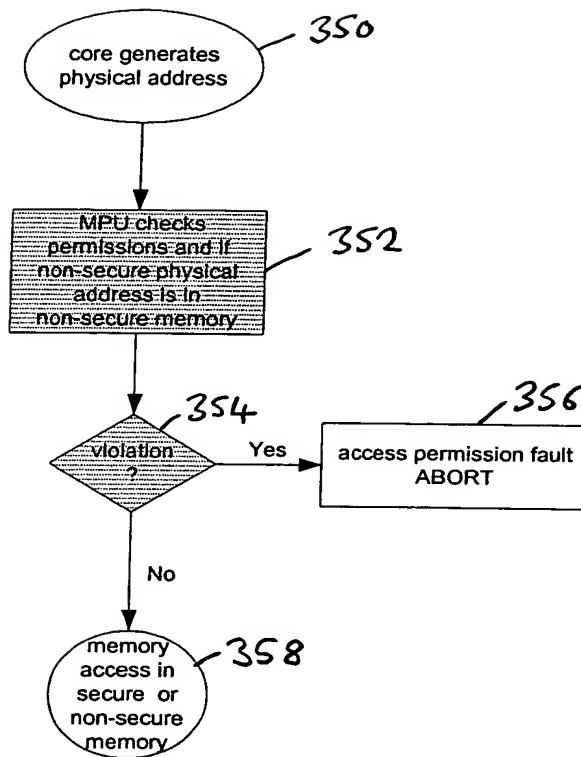 core generates
physical address
350
MPU checks
permissions and if
non-secure physical
address is in
non-secure memory
352
violation
?
354
Yes
access permission fault
ABORT
356
No
memory
access in
secure or
non-secure
memory
358